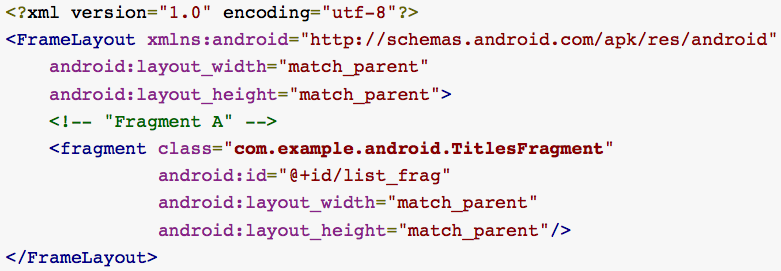 <?xml version="1.0" encoding="utf-8"?>
<FrameLayout xmlns:android="http://schemas.android.com/apk/res/android"
    android:layout_width="match_parent"
    android:layout_height="match_parent">
    <!-- "Fragment A" -->
    <fragment class="com.example.android.TitlesFragment"
              android:id="@+id/list_frag"
              android:layout_width="match_parent"
              android:layout_height="match_parent"/>
</FrameLayout>